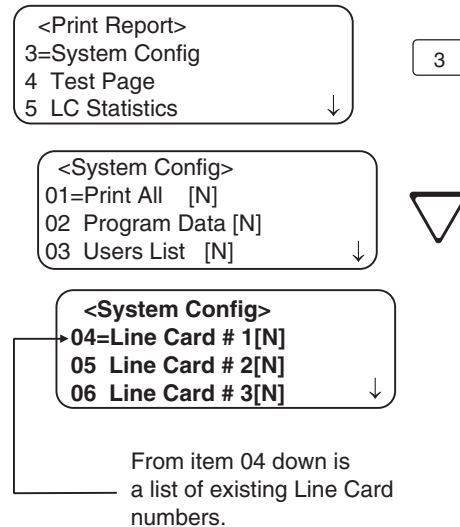 <Print Report>
3=System Config
4 Test Page
5 LC Statistics ↓
3
<System Config>
01=Print All [N]
02 Program Data [N]
03 Users List [N] ↓
<System Config>
04=Line Card # 1[N]
05 Line Card # 2[N]
06 Line Card # 3[N] ↓
From item 04 down is
a list of existing Line Card
numbers.